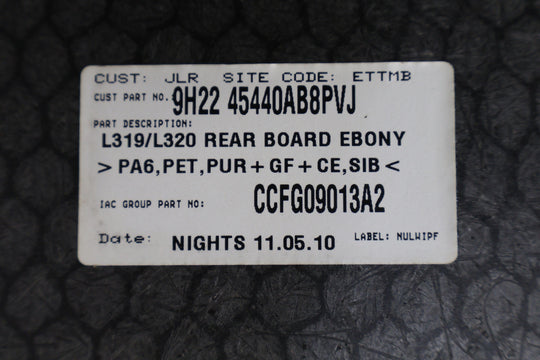 CUST: JLR SITE CODE: ETTMB
CUST PART NO. 9H22 45440AB8PVJ
PART DESCRIPTION:
L319/L320 REAR BOARD EBONY
> PA6,PET,PUR+GF+CE,SIB <
IAC GROUP PART NO: CCFG09013A2
Date: NIGHTS 11.05.10 LABEL: NULWIPF